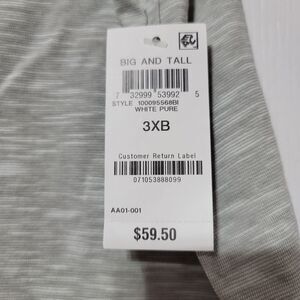 BIG AND TALL
7 32999 53992 5
STYLE 100095568BI
WHITE PURE
3XB
Customer Return Label
071053888099
AA01-001
$59.50